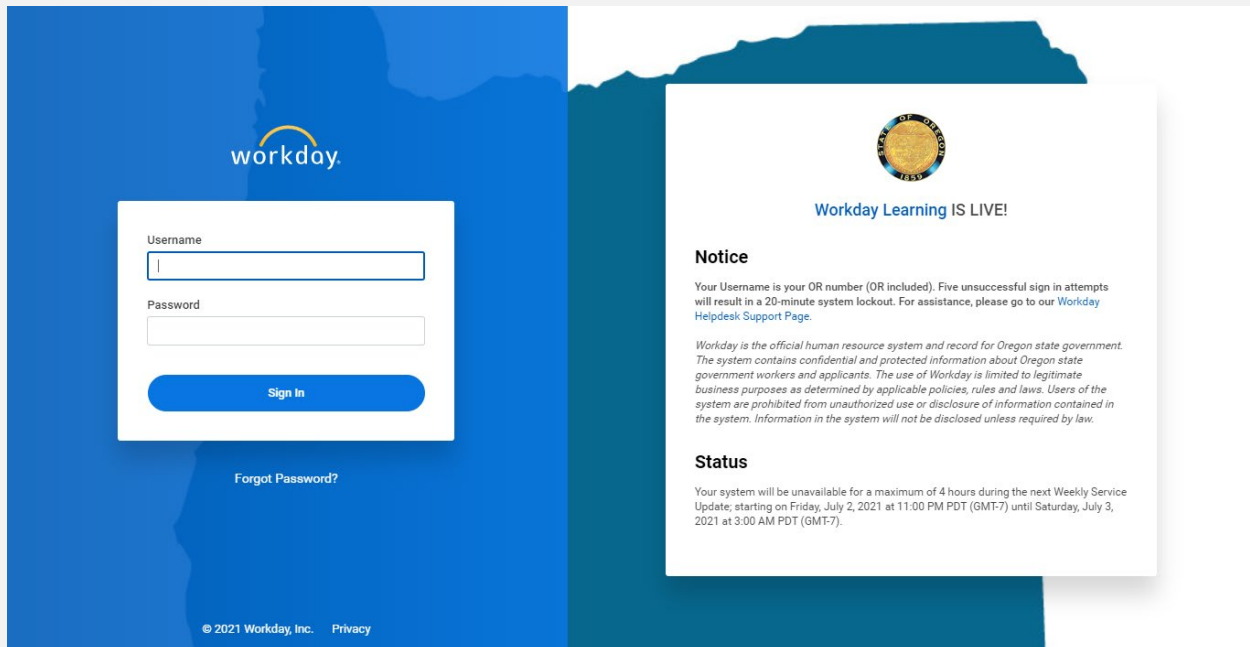 workday.
Username
Password
Sign In
Forgot Password?
© 2021 Workday, Inc. Privacy
STATE OF OREGON
1859
Workday Learning IS LIVE!
Notice
Your Username is your OR number (OR included). Five unsuccessful sign in attempts
will result in a 20-minute system lockout. For assistance, please go to our Workday
Helpdesk Support Page.
Workday is the official human resource system and record for Oregon state government.
The system contains confidential and protected information about Oregon state
government workers and applicants. The use of Workday is limited to legitimate
business purposes as determined by applicable policies, rules and laws. Users of the
system are prohibited from unauthorized use or disclosure of information contained in
the system. Information in the system will not be disclosed unless required by law.
Status
Your system will be unavailable for a maximum of 4 hours during the next Weekly Service
Update; starting on Friday, July 2, 2021 at 11:00 PM PDT (GMT-7) until Saturday, July 3,
2021 at 3:00 AM PDT (GMT-7).